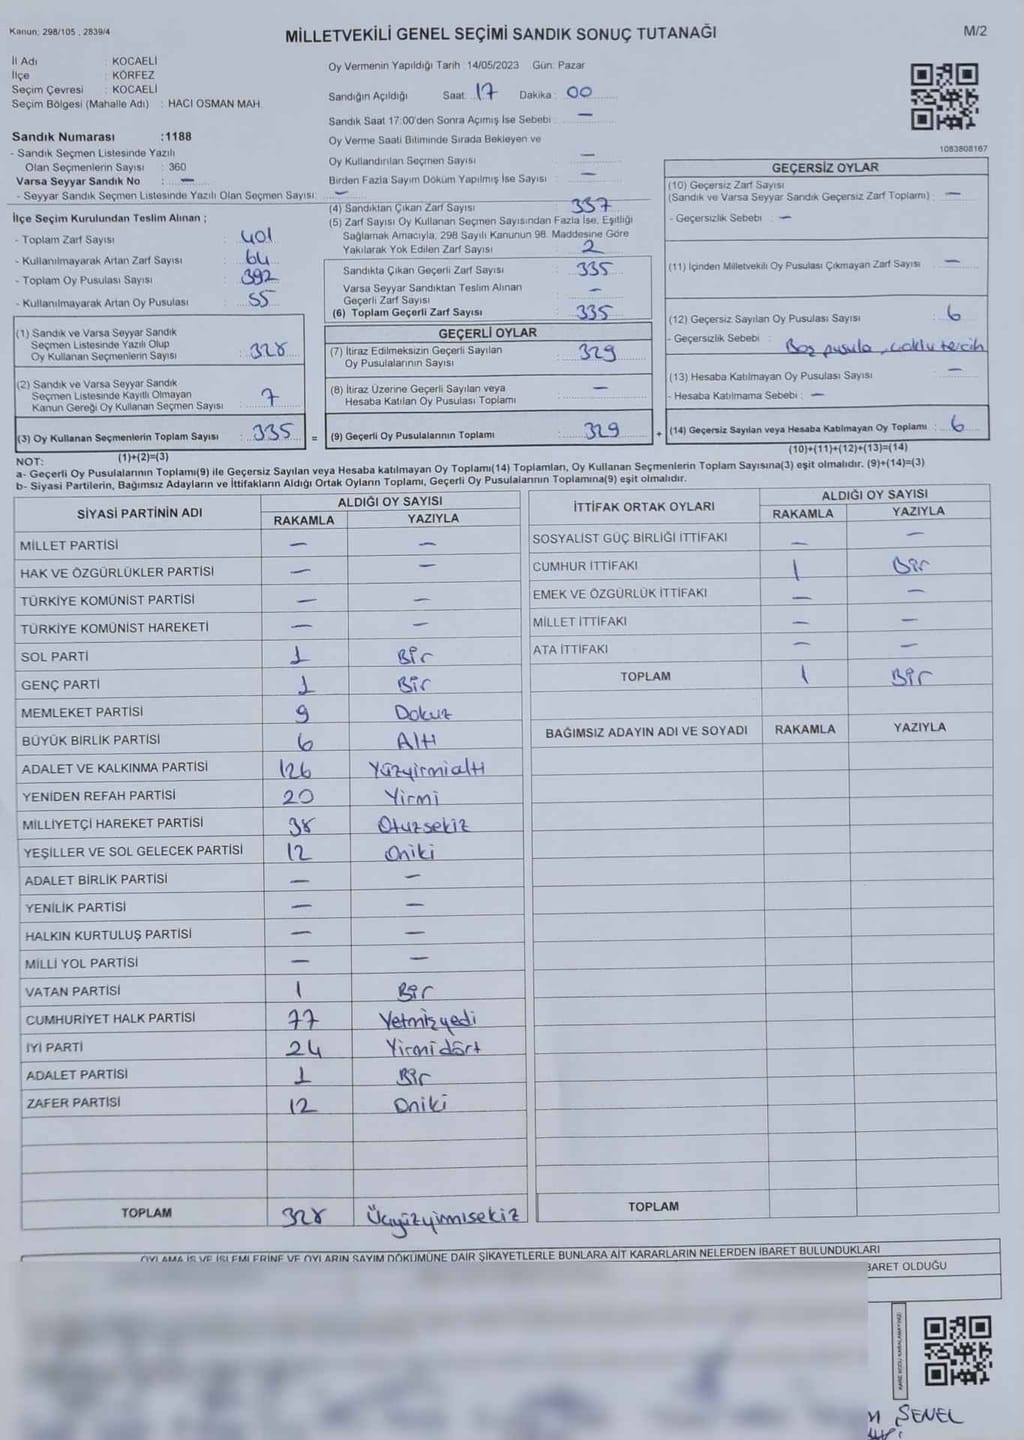 Kanun: 298/105 , 2839/4
MİLLETVEKİLİ GENEL SEÇİMİ SANDIK SONUÇ TUTANAĞI
M/2
İl Adı : KOCAELİ
İlçe : KÖRFEZ
Seçim Çevresi : KOCAELİ
Seçim Bölgesi (Mahalle Adı) : HACI OSMAN MAH.
Sandık Numarası :1188
- Sandık Seçmen Listesinde Yazılı
Olan Seçmenlerin Sayısı : 360
Varsa Seyyar Sandık No : —
- Seyyar Sandık Seçmen Listesinde Yazılı Olan Seçmen Sayısı: —
İlçe Seçim Kurulundan Teslim Alınan ;
- Toplam Zarf Sayısı : 401
- Kullanılmayarak Artan Zarf Sayısı : 64
- Toplam Oy Pusulası Sayısı : 392
- Kullanılmayarak Artan Oy Pusulası : 55
(1) Sandık ve Varsa Seyyar Sandık
Seçmen Listesinde Yazılı Olup
Oy Kullanan Seçmenlerin Sayısı : 328
(2) Sandık ve Varsa Seyyar Sandık
Seçmen Listesinde Kayıtlı Olmayan
Kanun Gereği Oy Kullanan Seçmen Sayısı : 7
(3) Oy Kullanan Seçmenlerin Toplam Sayısı : 335 =
(1)+(2)=(3)
Oy Vermenin Yapıldığı Tarih :14/05/2023 Gün: Pazar
Sandığın Açıldığı Saat: 17 Dakika : 00
Sandık Saat 17:00'den Sonra Açımış İse Sebebi : —
Oy Verme Saati Bitiminde Sırada Bekleyen ve
Oy Kullandırılan Seçmen Sayısı : —
Birden Fazla Sayım Döküm Yapılmış İse Sayısı : —
(4) Sandıktan Çıkan Zarf Sayısı : 337
(5) Zarf Sayısı Oy Kullanan Seçmen Sayısından Fazla İse, Eşitliği
Sağlamak Amacıyla, 298 Sayılı Kanunun 98. Maddesine Göre
Yakılarak Yok Edilen Zarf Sayısı : 2
Sandıkta Çıkan Geçerli Zarf Sayısı : 335
Varsa Seyyar Sandıktan Teslim Alınan
Geçerli Zarf Sayısı : —
(6) Toplam Geçerli Zarf Sayısı : 335
GEÇERLİ OYLAR
(7) İtiraz Edilmeksizin Geçerli Sayılan
Oy Pusulalarının Sayısı : 329
(8) İtiraz Üzerine Geçerli Sayılan veya
Hesaba Katılan Oy Pusulası Toplamı : —
(9) Geçerli Oy Pusulalarının Toplamı : 329 +
1083808167
GEÇERSİZ OYLAR
(10) Geçersiz Zarf Sayısı
(Sandık ve Varsa Seyyar Sandık Geçersiz Zarf Toplamı) : —
- Geçersizlik Sebebi : —
(11) İçinden Milletvekili Oy Pusulası Çıkmayan Zarf Sayısı : —
(12) Geçersiz Sayılan Oy Pusulası Sayısı : 6
- Geçersizlik Sebebi : Boş pusula, çoklu tercih
(13) Hesaba Katılmayan Oy Pusulası Sayısı : —
- Hesaba Katılmama Sebebi : —
(14) Geçersiz Sayılan veya Hesaba Katılmayan Oy Toplamı : 6
(10)+(11)+(12)+(13)=(14)
NOT:
a- Geçerli Oy Pusulalarının Toplamı(9) ile Geçersiz Sayılan veya Hesaba katılmayan Oy Toplamı(14) Toplamları, Oy Kullanan Seçmenlerin Toplam Sayısına(3) eşit olmalıdır. (9)+(14)=(3)
b- Siyasi Partilerin, Bağımsız Adayların ve İttifakların Aldığı Ortak Oyların Toplamı, Geçerli Oy Pusulalarının Toplamına(9) eşit olmalıdır.
SİYASİ PARTİNİN ADI
ALDIĞI OY SAYISI
RAKAMLA YAZIYLA
MİLLET PARTİSİ — —
HAK VE ÖZGÜRLÜKLER PARTİSİ — —
TÜRKİYE KOMÜNİST PARTİSİ — —
TÜRKİYE KOMÜNİST HAREKETİ — —
SOL PARTİ 1 Bir
GENÇ PARTİ 1 Bir
MEMLEKET PARTİSİ 9 Dokuz
BÜYÜK BİRLİK PARTİSİ 6 Altı
ADALET VE KALKINMA PARTİSİ 126 Yüzyirmialtı
YENİDEN REFAH PARTİSİ 20 Yirmi
MİLLİYETÇİ HAREKET PARTİSİ 38 Otuzsekiz
YEŞİLLER VE SOL GELECEK PARTİSİ 12 Oniki
ADALET BİRLİK PARTİSİ — —
YENİLİK PARTİSİ — —
HALKIN KURTULUŞ PARTİSİ — —
MİLLİ YOL PARTİSİ — —
VATAN PARTİSİ 1 Bir
CUMHURİYET HALK PARTİSİ 77 Yetmişyedi
İYİ PARTİ 24 Yirmidört
ADALET PARTİSİ 1 Bir
ZAFER PARTİSİ 12 Oniki
TOPLAM 328 Üçyüzyirmisekiz
İTTİFAK ORTAK OYLARI
ALDIĞI OY SAYISI
RAKAMLA YAZIYLA
SOSYALİST GÜÇ BİRLİĞİ İTTİFAKI — —
CUMHUR İTTİFAKI 1 Bir
EMEK VE ÖZGÜRLÜK İTTİFAKI — —
MİLLET İTTİFAKI — —
ATA İTTİFAKI — —
TOPLAM 1 Bir
BAĞIMSIZ ADAYIN ADI VE SOYADI RAKAMLA YAZIYLA
TOPLAM
OYLAMA İŞ VE İŞLEMLERİNE VE OYLARIN SAYIM DÖKÜMÜNE DAİR ŞİKAYETLERLE BUNLARA AİT KARARLARIN NELERDEN İBARET BULUNDUKLARI
BARET OLDUĞU
KARE KODU KARALAMAYINIZ!
ŞENEL